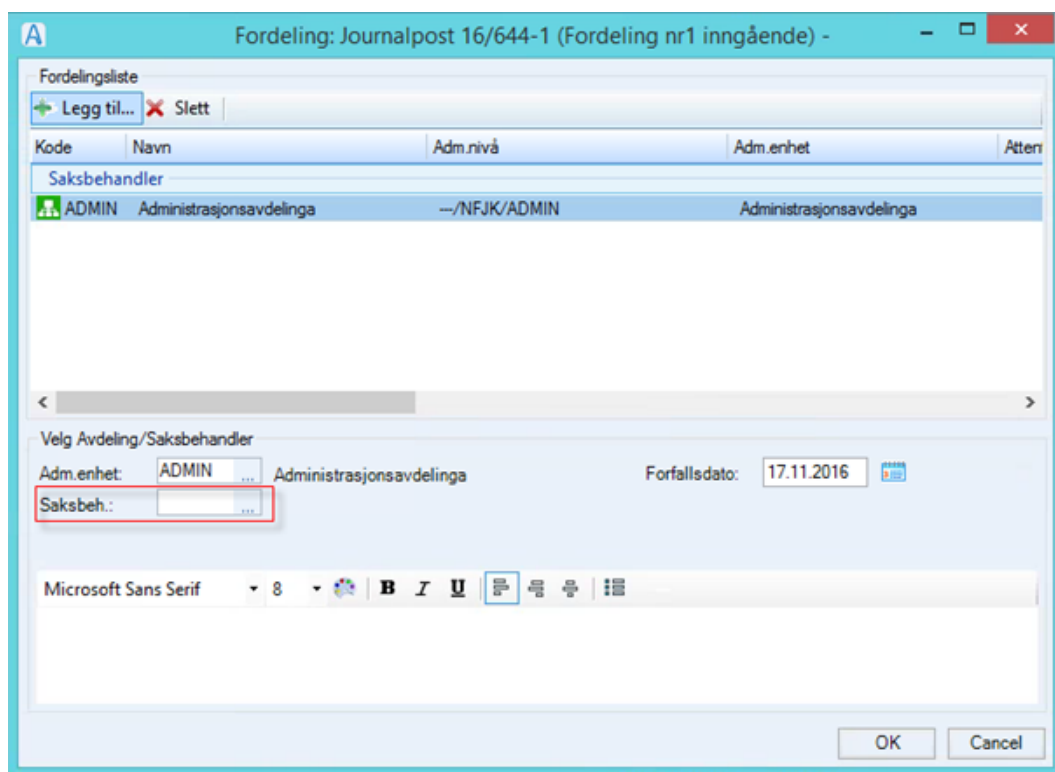 A
Fordeling: Journalpost 16/644-1 (Fordeling nr1 inngående) -
Fordelingsliste
Legg til... Slett
Kode Navn Adm.nivå Adm.enhet Atten
Saksbehandler
ADMIN Administrasjonsavdelinga ---/NFJK/ADMIN Administrasjonsavdelinga
Velg Avdeling/Saksbehandler
Adm.enhet: ADMIN ... Administrasjonsavdelinga Forfallsdato: 17.11.2016
Saksbeh.: ...
Microsoft Sans Serif 8 B I U
OK Cancel